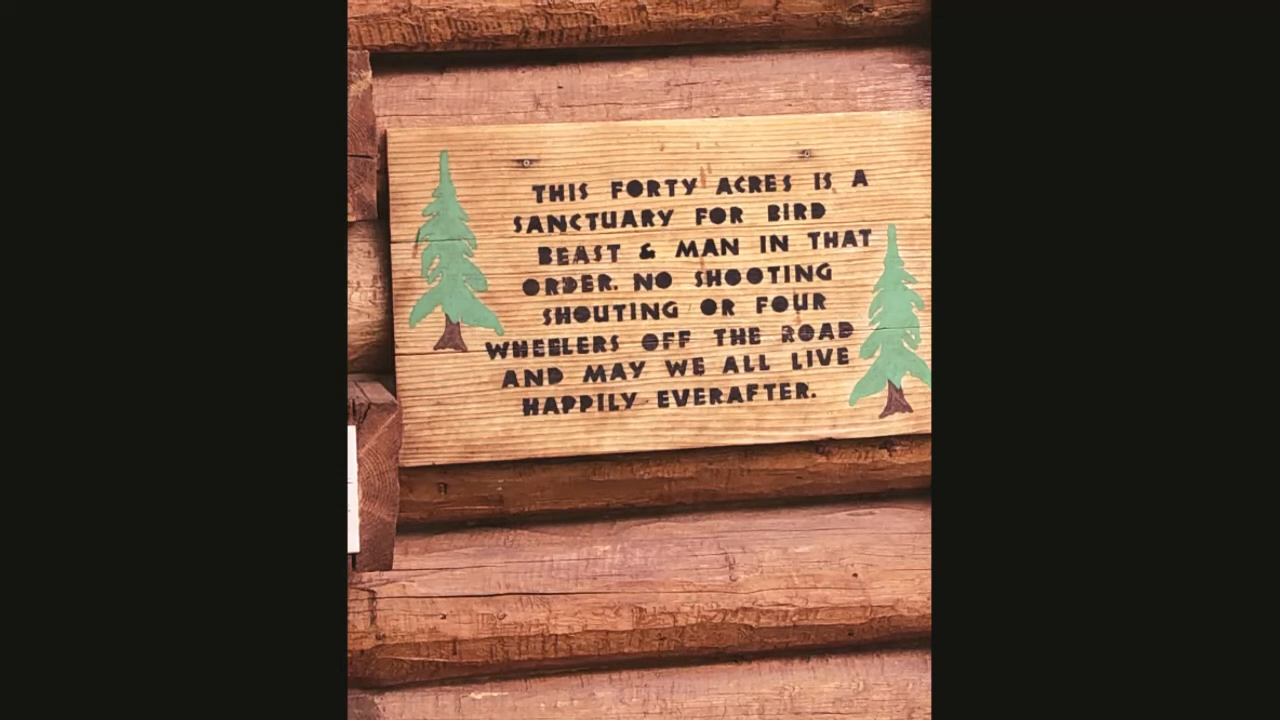 THIS FORTY ACRES IS A
SANCTUARY FOR BIRD
BEAST & MAN IN THAT
ORDER. NO SHOOTING
SHOUTING OR FOUR
WHEELERS OFF THE ROAD
AND MAY WE ALL LIVE
HAPPILY EVERAFTER.